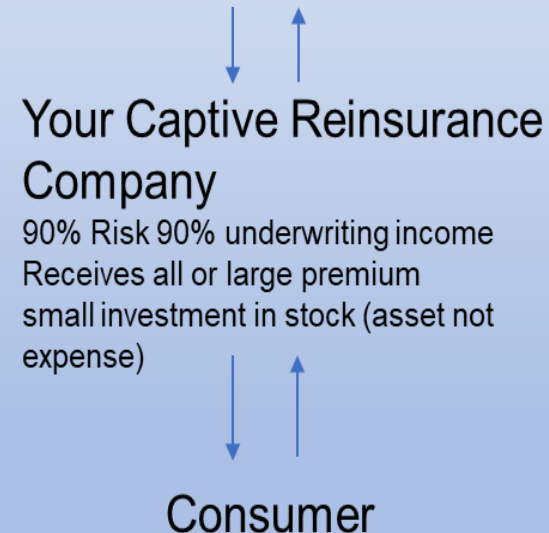 Your Captive Reinsurance
Company
90% Risk 90% underwriting income
Receives all or large premium
small investment in stock (asset not
expense)
Consumer